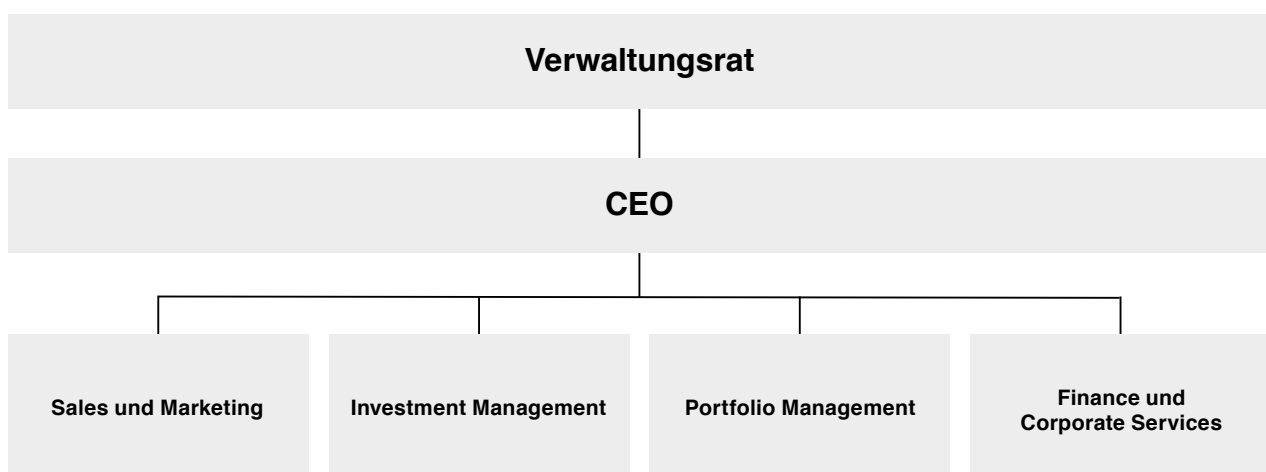 Verwaltungsrat
CEO
Sales und Marketing
Investment Management
Portfolio Management
Finance und
Corporate Services